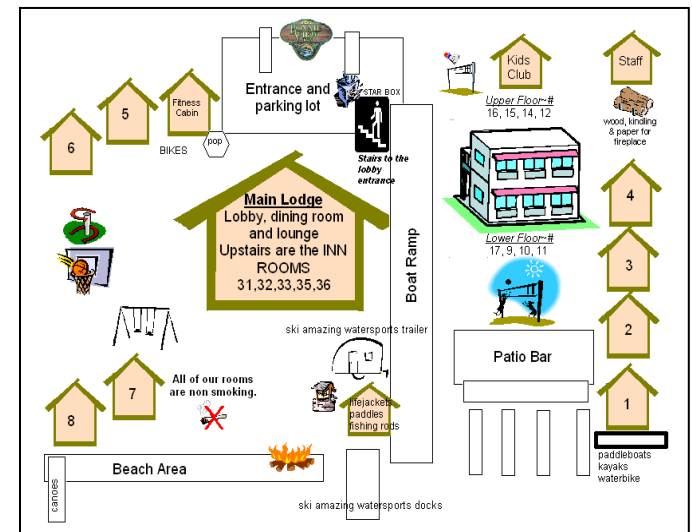 Entrance and
parking lot
STAR BOX
Kids
Club
Staff
Upper Floor~#
16, 15, 14, 12
wood, kindling
& paper for
fireplace
Fitness
Cabin
5
6
BIKES
pop
Stairs to the
lobby
entrance
Main Lodge
Lobby, dining room
and lounge
Upstairs are the INN
ROOMS
31,32,33,35,36
Boat Ramp
Lower Floor~#
17, 9, 10, 11
4
3
2
1
ski amazing watersports trailer
Patio Bar
All of our rooms
are non smoking.
7
8
lifejackets
paddles
fishing rods
paddleboats
kayaks
waterbike
Beach Area
canoes
ski amazing watersports docks